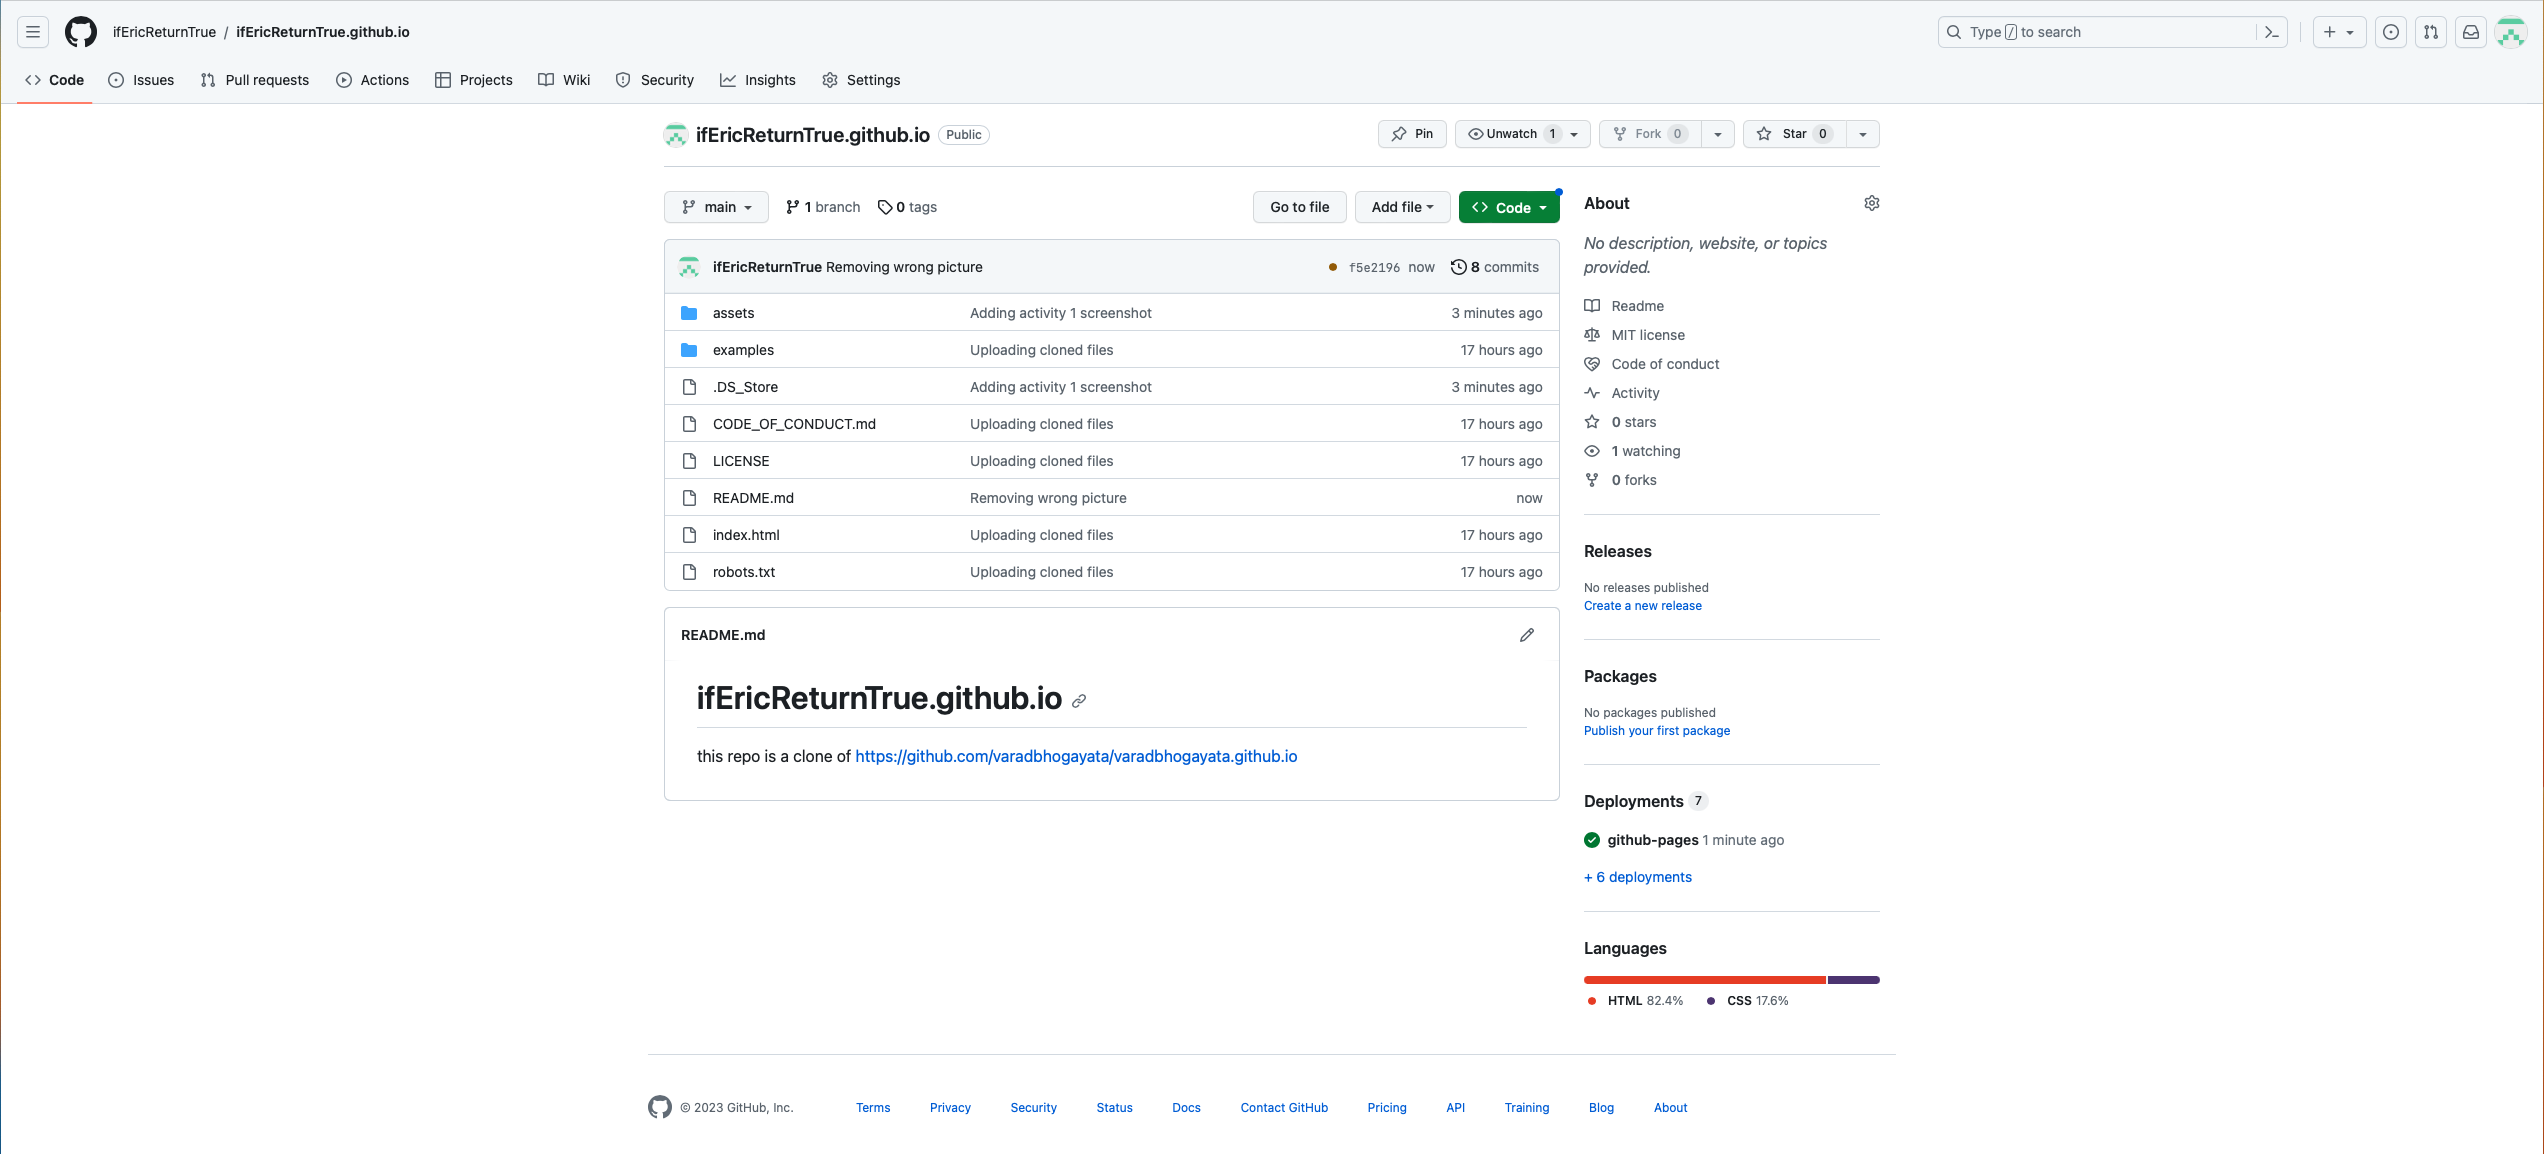 ifEricReturnTrue / ifEricReturnTrue.github.io
Type / to search
Code Issues Pull requests Actions Projects Wiki Security Insights Settings
ifEricReturnTrue.github.io Public
Pin Unwatch 1 Fork 0 Star 0
main 1 branch 0 tags Go to file Add file Code
ifEricReturnTrue Removing wrong picture f5e2196 now 8 commits
assets Adding activity 1 screenshot 3 minutes ago
examples Uploading cloned files 17 hours ago
.DS_Store Adding activity 1 screenshot 3 minutes ago
CODE_OF_CONDUCT.md Uploading cloned files 17 hours ago
LICENSE Uploading cloned files 17 hours ago
README.md Removing wrong picture now
index.html Uploading cloned files 17 hours ago
robots.txt Uploading cloned files 17 hours ago
README.md
ifEricReturnTrue.github.io
this repo is a clone of https://github.com/varadbhogayata/varadbhogayata.github.io
About
No description, website, or topics
provided.
Readme
MIT license
Code of conduct
Activity
0 stars
1 watching
0 forks
Releases
No releases published
Create a new release
Packages
No packages published
Publish your first package
Deployments 7
github-pages 1 minute ago
+ 6 deployments
Languages
HTML 82.4% CSS 17.6%
© 2023 GitHub, Inc. Terms Privacy Security Status Docs Contact GitHub Pricing API Training Blog About